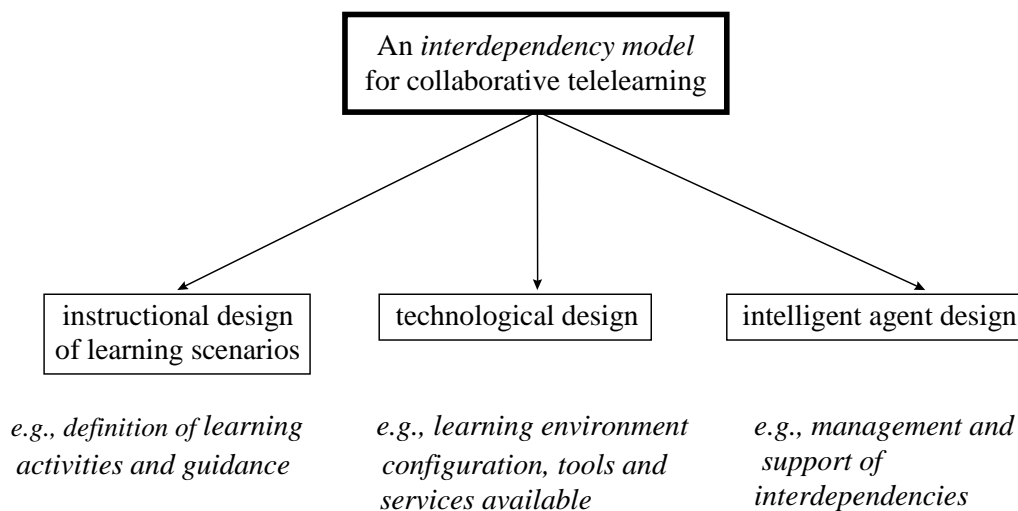 An interdependency model
for collaborative telelearning
instructional design
of learning scenarios
technological design
intelligent agent design
e.g., definition of learning
activities and guidance
e.g., learning environment
configuration, tools and
services available
e.g., management and
support of
interdependencies